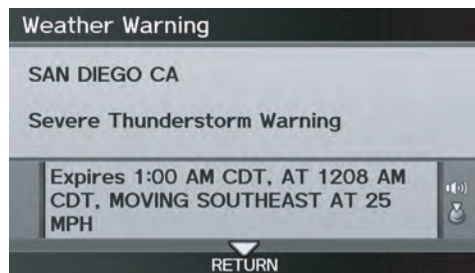 Weather Warning
SAN DIEGO CA
Severe Thunderstorm Warning
Expires 1:00 AM CDT, AT 1208 AM
CDT, MOVING SOUTHEAST AT 25
MPH
RETURN